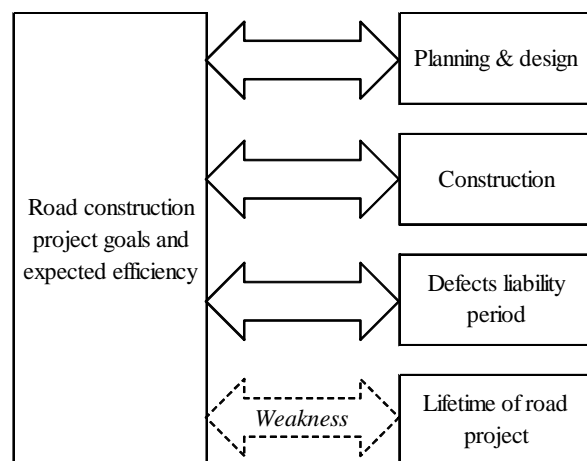 Planning & design
Construction
Road construction
project goals and
expected efficiency
Defects liability
period
Weakness
Lifetime of road
project